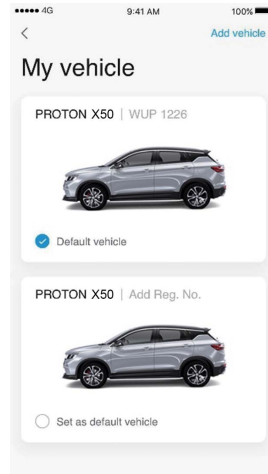 4G 9:41 AM 100%
Add vehicle
My vehicle
PROTON X50 | WUP 1226
Default vehicle
PROTON X50 | Add Reg. No.
Set as default vehicle